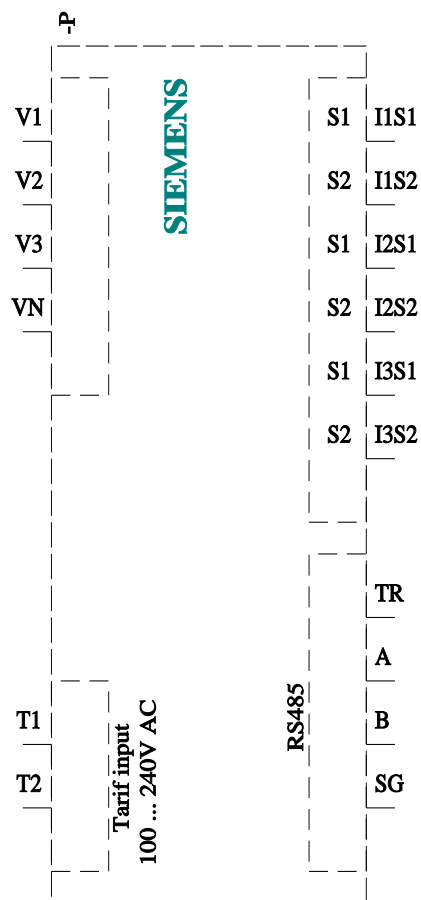 -P
SIEMENS
V1
V2
V3
VN
S1 I1S1
S2 I1S2
S1 I2S1
S2 I2S2
S1 I3S1
S2 I3S2
TR
A
B
SG
RS485
T1
T2
Tarif input
100 ... 240V AC